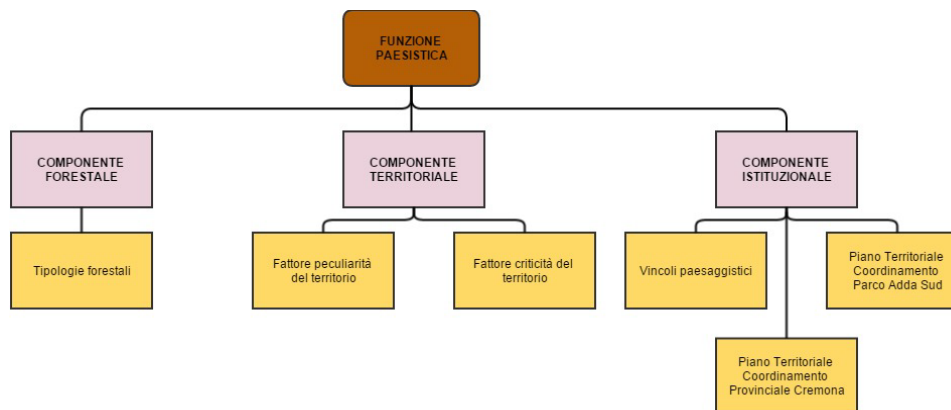 FUNZIONE
PAESISTICA
COMPONENTE
FORESTALE
COMPONENTE
TERRITORIALE
COMPONENTE
ISTITUZIONALE
Tipologie forestali
Fattore peculiarità
del territorio
Fattore criticità del
territorio
Vincoli paesaggistici
Piano Territoriale
Coordinamento
Parco Adda Sud
Piano Territoriale
Coordinamento
Provinciale Cremona